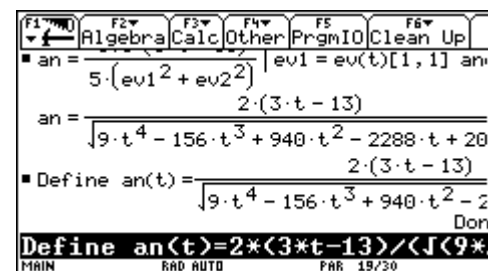 F1 F2 F3 F4 F5 F6
Algebra Calc Other PrgmIO Clean Up
▪ an = 5·(ev1² + ev2²) | ev1 = ev(t)[1, 1] an
2·(3·t − 13)
an = √9·t⁴ − 156·t³ + 940·t² − 2288·t + 20
2·(3·t − 13)
▪ Define an(t) = √9·t⁴ − 156·t³ + 940·t² − 2
Don
Define an(t)=2*(3*t-13)/(√(9*
MAIN RAD AUTO PAR 19/30